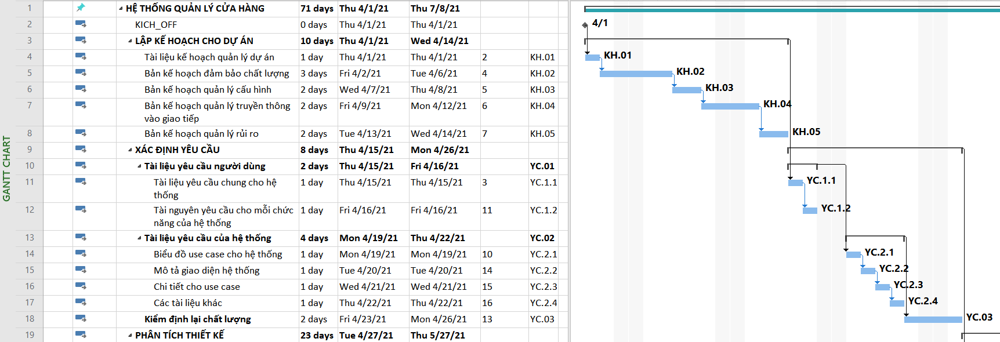 1 HỆ THỐNG QUẢN LÝ CỬA HÀNG 71 days Thu 4/1/21 Thu 7/8/21
2 KICH_OFF 0 days Thu 4/1/21 Thu 4/1/21 4/1
3 LẬP KẾ HOẠCH CHO DỰ ÁN 10 days Thu 4/1/21 Wed 4/14/21
4 Tài liệu kế hoạch quản lý dự án 1 day Thu 4/1/21 Thu 4/1/21 2 KH.01 KH.01
5 Bản kế hoạch đảm bảo chất lượng 3 days Fri 4/2/21 Tue 4/6/21 4 KH.02 KH.02
6 Bản kế hoạch quản lý cấu hình 2 days Wed 4/7/21 Thu 4/8/21 5 KH.03 KH.03
7 Bản kế hoạch quản lý truyền thông 2 days Fri 4/9/21 Mon 4/12/21 6 KH.04 KH.04
vào giao tiếp
8 Bản kế hoạch quản lý rủi ro 2 days Tue 4/13/21 Wed 4/14/21 7 KH.05 KH.05
9 XÁC ĐỊNH YÊU CẦU 8 days Thu 4/15/21 Mon 4/26/21
10 Tài liệu yêu cầu người dùng 2 days Thu 4/15/21 Fri 4/16/21 YC.01
11 Tài liệu yêu cầu chung cho hệ 1 day Thu 4/15/21 Thu 4/15/21 3 YC.1.1 YC.1.1
thống
12 Tài nguyên yêu cầu cho mỗi chức 1 day Fri 4/16/21 Fri 4/16/21 11 YC.1.2 YC.1.2
năng của hệ thống
13 Tài liệu yêu cầu của hệ thống 4 days Mon 4/19/21 Thu 4/22/21 YC.02
14 Biểu đồ use case cho hệ thống 1 day Mon 4/19/21 Mon 4/19/21 10 YC.2.1 YC.2.1
15 Mô tả giao diện hệ thống 1 day Tue 4/20/21 Tue 4/20/21 14 YC.2.2 YC.2.2
16 Chi tiết cho use case 1 day Wed 4/21/21 Wed 4/21/21 15 YC.2.3 YC.2.3
17 Các tài liệu khác 1 day Thu 4/22/21 Thu 4/22/21 16 YC.2.4 YC.2.4
18 Kiểm định lại chất lượng 2 days Fri 4/23/21 Mon 4/26/21 13 YC.03 YC.03
19 PHÂN TÍCH THIẾT KẾ 23 days Tue 4/27/21 Thu 5/27/21
GANTT CHART